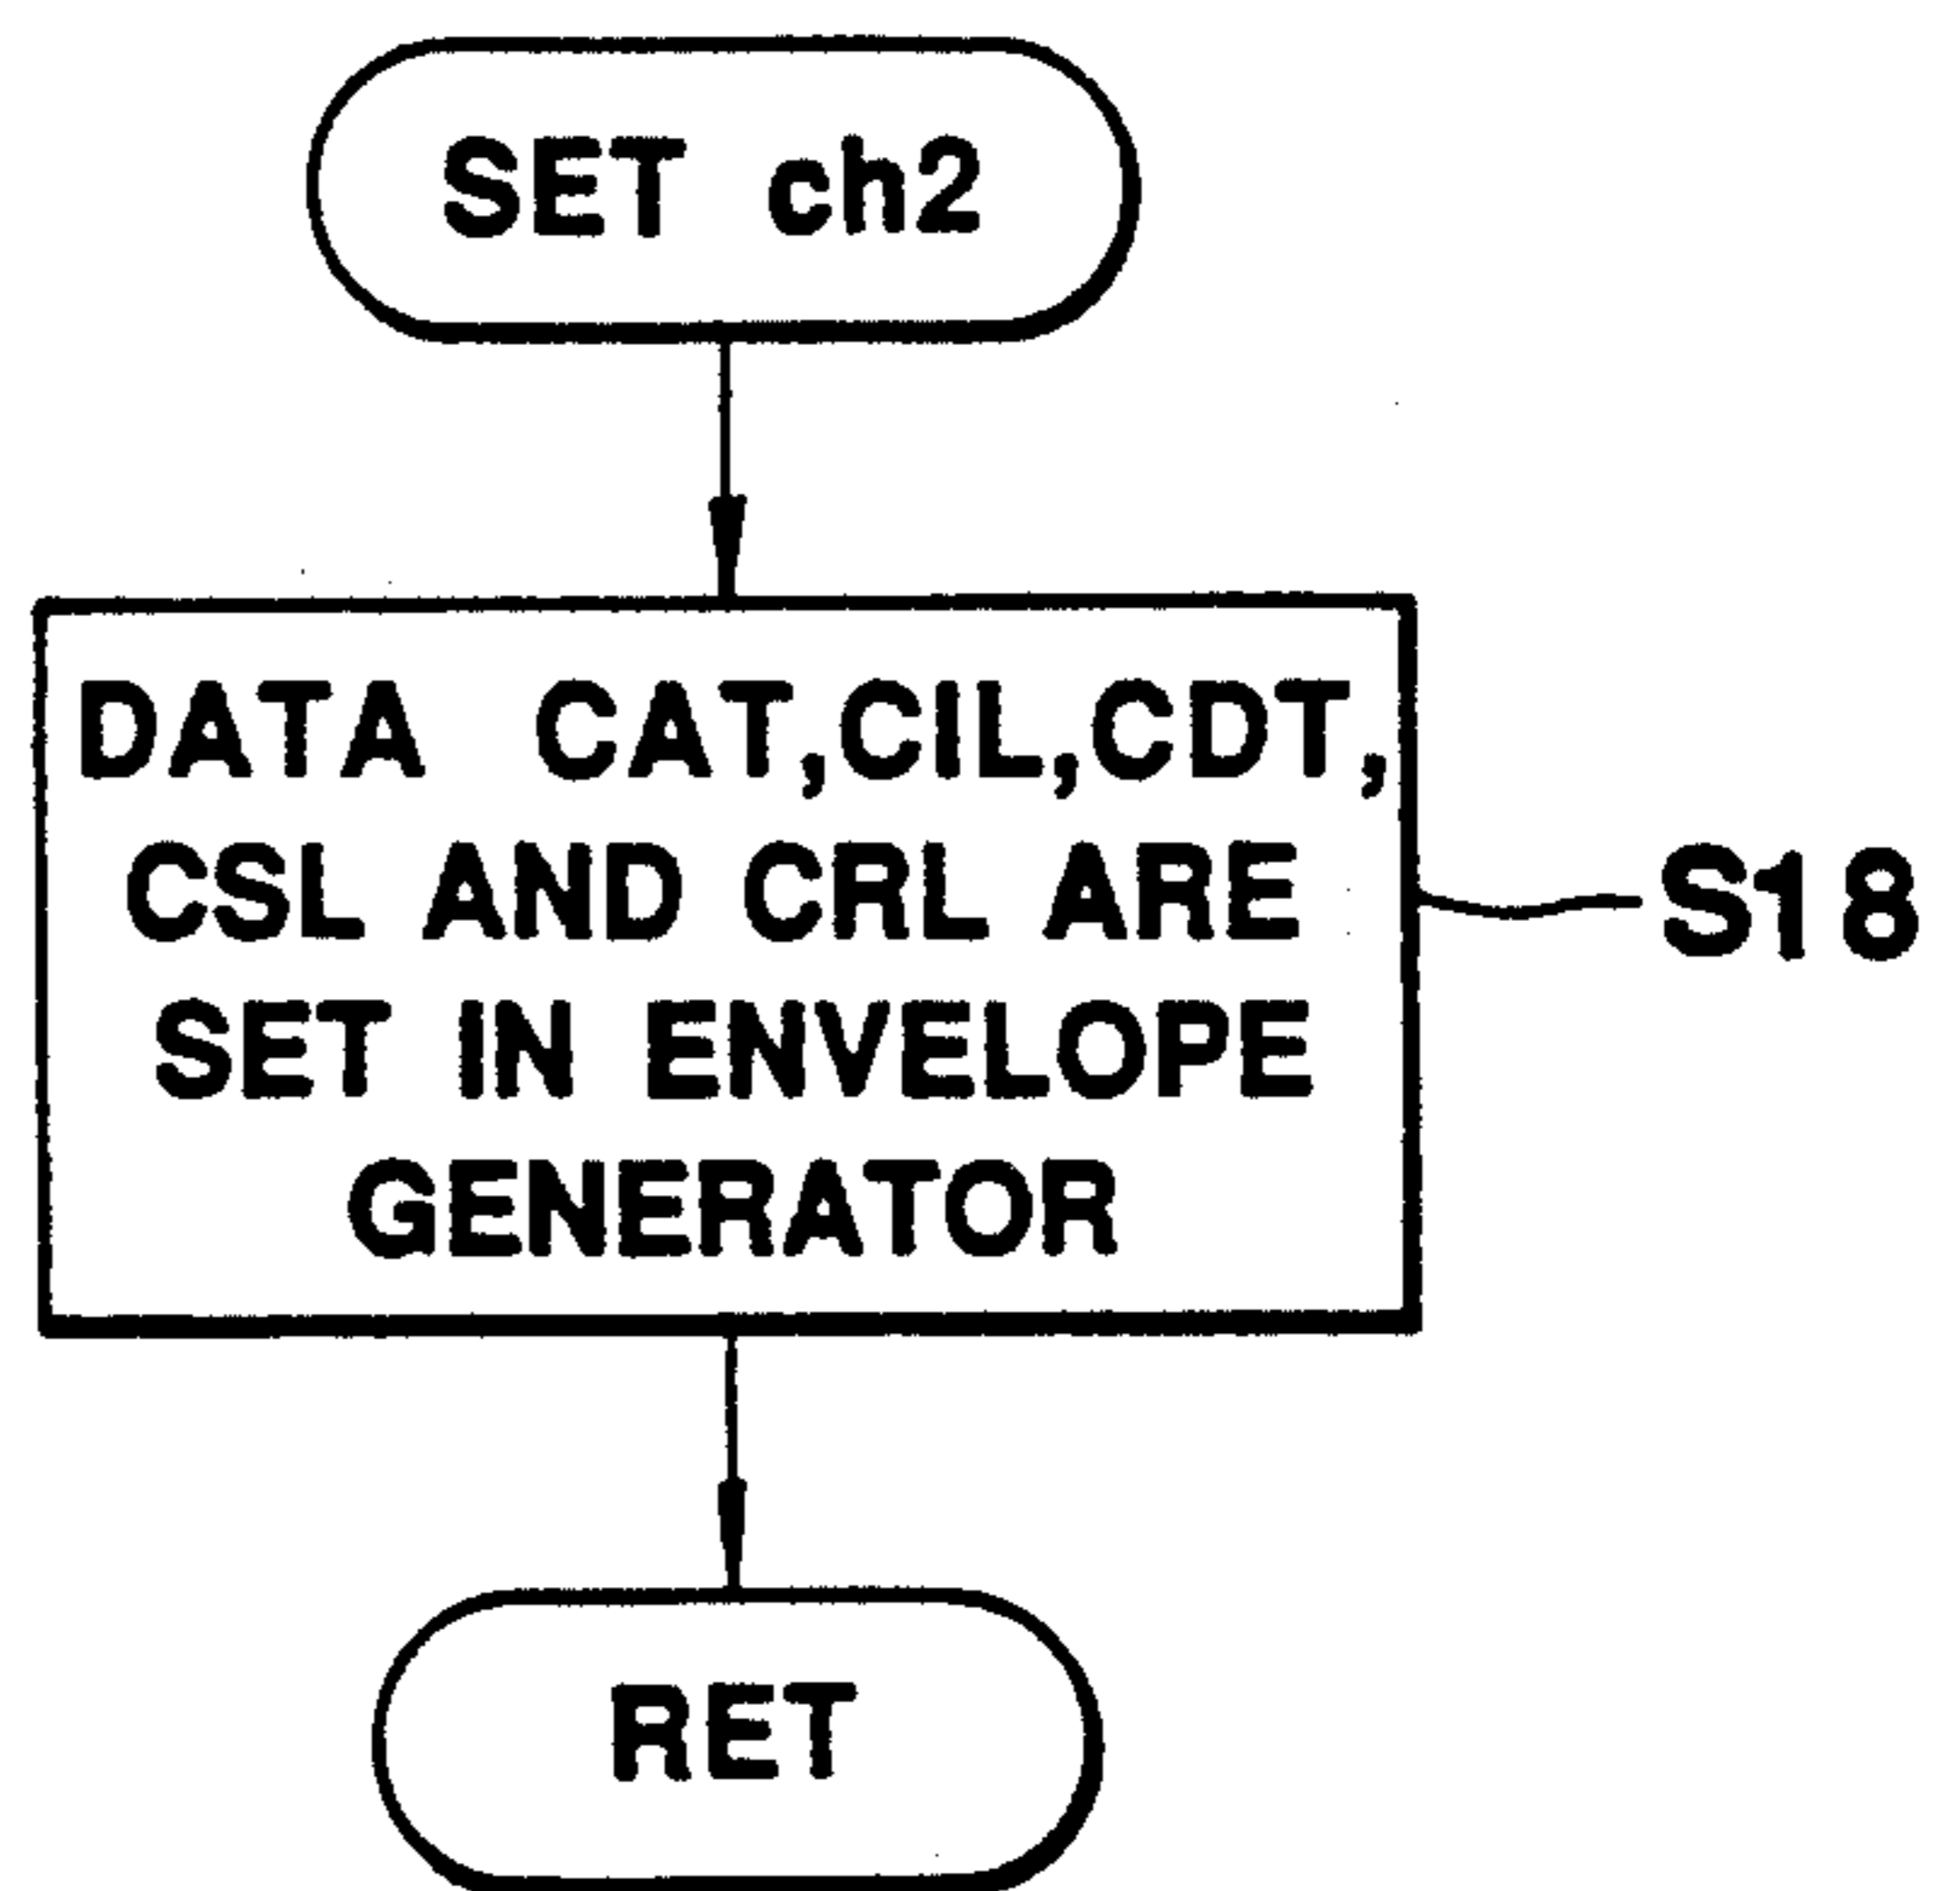 SET ch2
DATA CAT,CIL,CDT,
CSL AND CRL ARE
SET IN ENVELOPE
GENERATOR
S18
RET